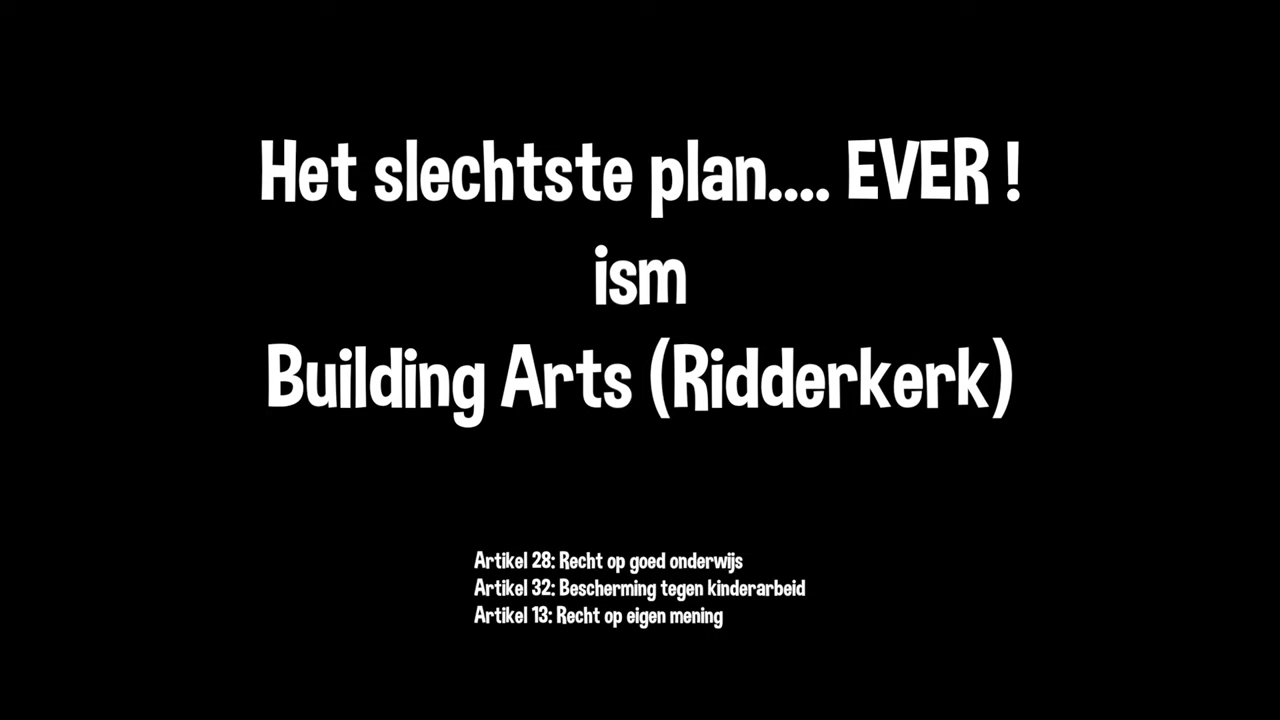 Het slechtste plan.... EVER !
ism
Building Arts (Ridderkerk)
Artikel 28: Recht op goed onderwijs
Artikel 32: Bescherming tegen kinderarbeid
Artikel 13: Recht op eigen mening